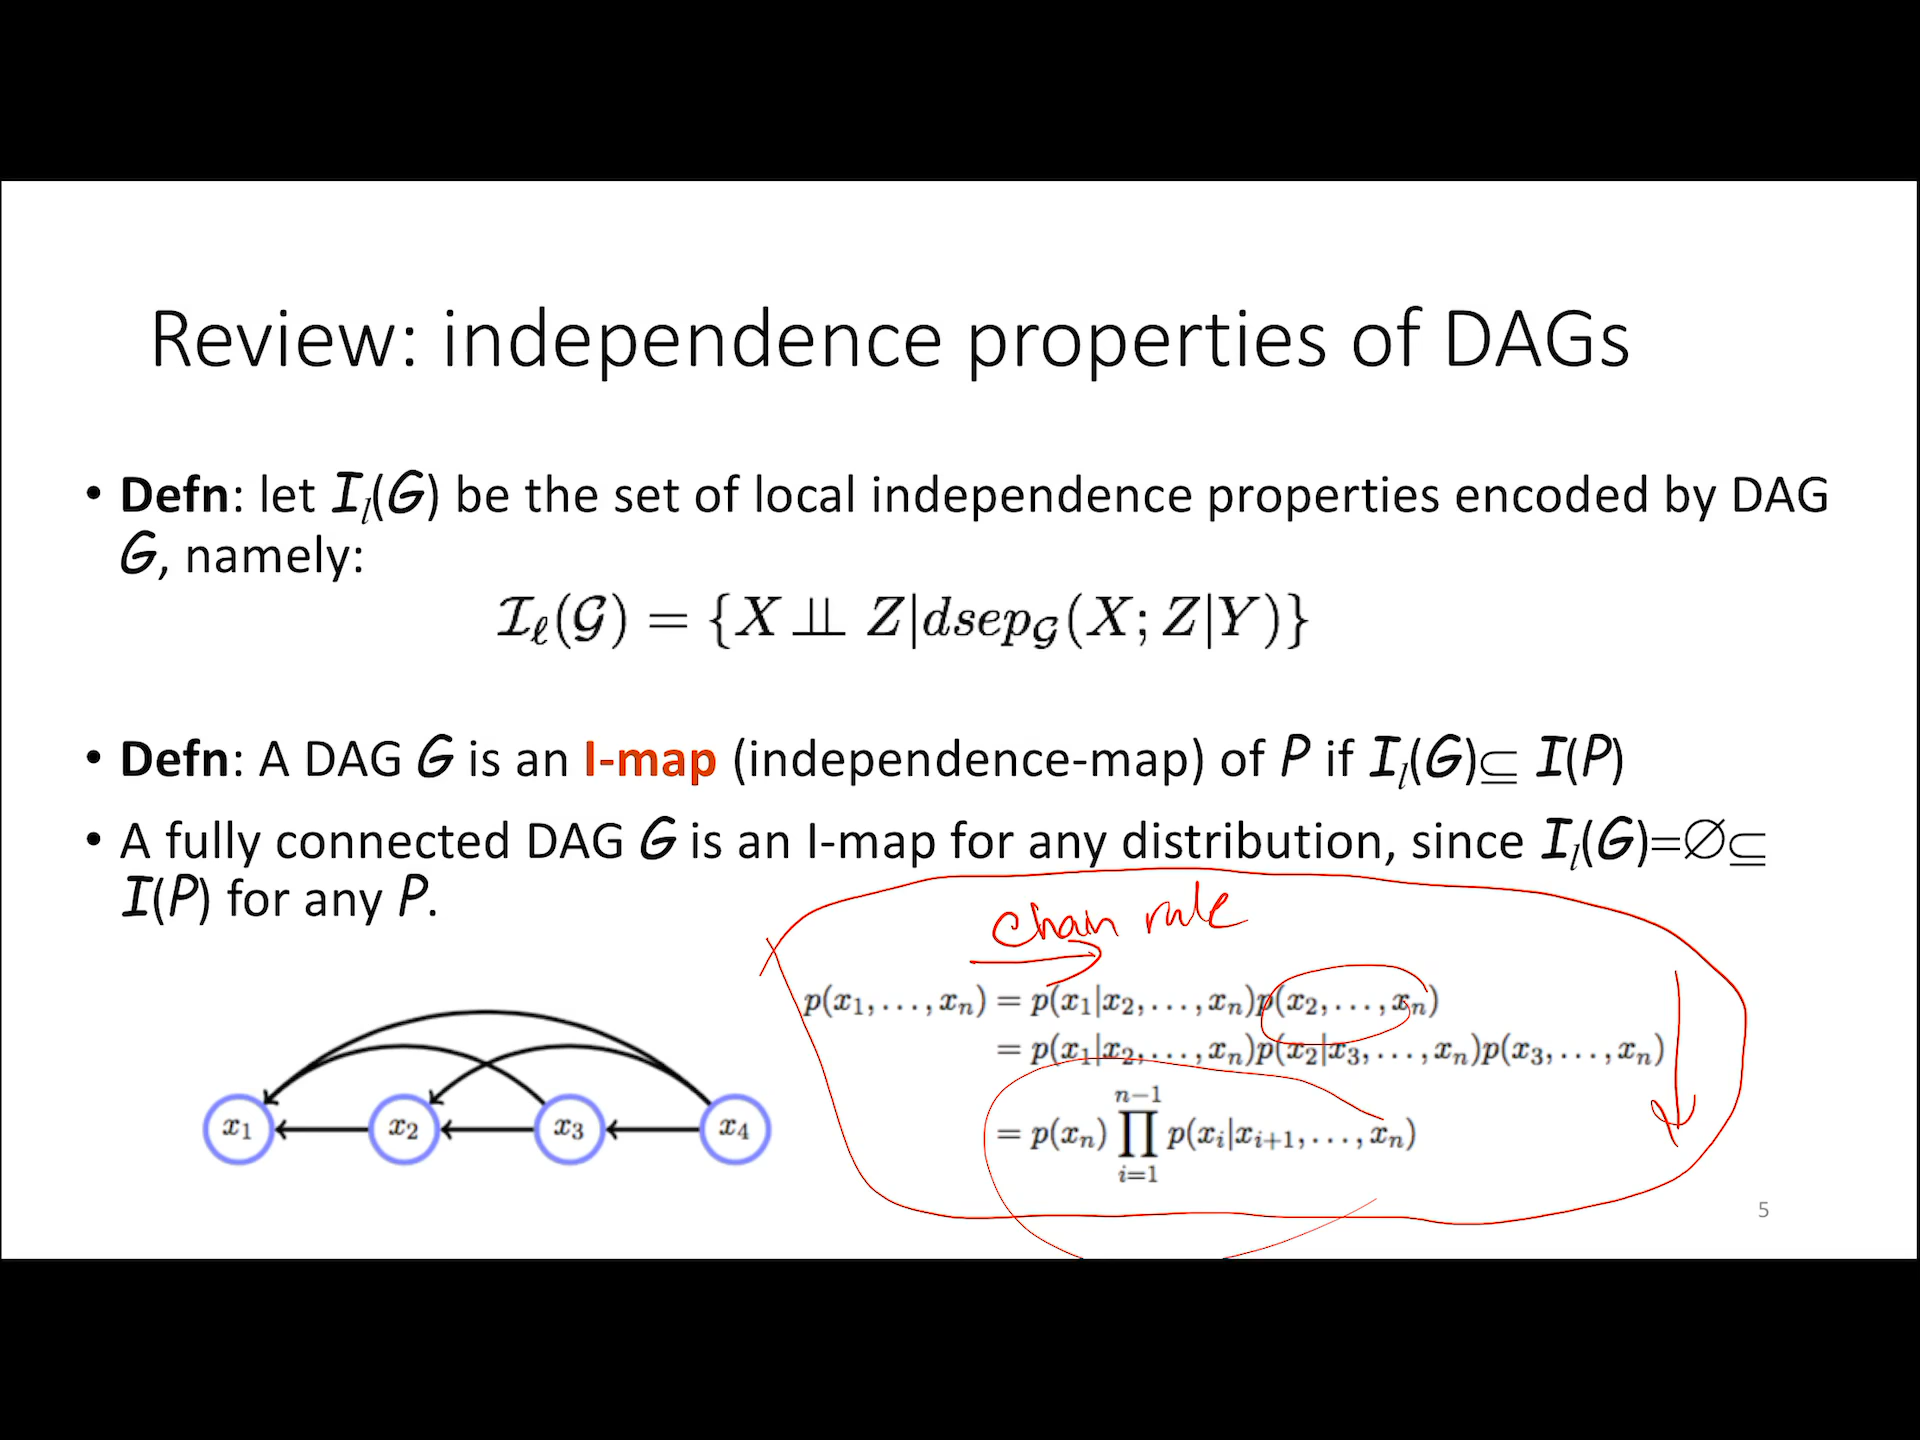 Review: independence properties of DAGs
• Defn: let I_l(G) be the set of local independence properties encoded by DAG
G, namely:
I_ℓ(G) = {X ⫫ Z|dsep_G(X; Z|Y)}
• Defn: A DAG G is an I-map (independence-map) of P if I_l(G)⊆ I(P)
• A fully connected DAG G is an I-map for any distribution, since I_l(G)=∅⊆
I(P) for any P.
chain rule
p(x_1, . . . , x_n) = p(x_1|x_2, . . . , x_n)p(x_2, . . . , x_n)
= p(x_1|x_2, . . . , x_n)p(x_2|x_3, . . . , x_n)p(x_3, . . . , x_n)
= p(x_n) ∏_{i=1}^{n−1} p(x_i|x_{i+1}, . . . , x_n)
x_1 x_2 x_3 x_4
5